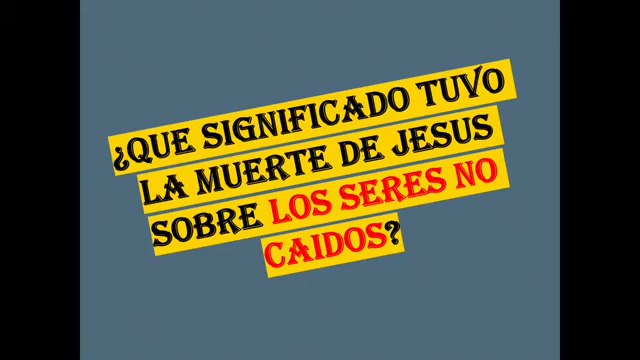 ¿QUE SIGNIFICADO TUVO
LA MUERTE DE JESUS
SOBRE LOS SERES NO
CAIDOS?